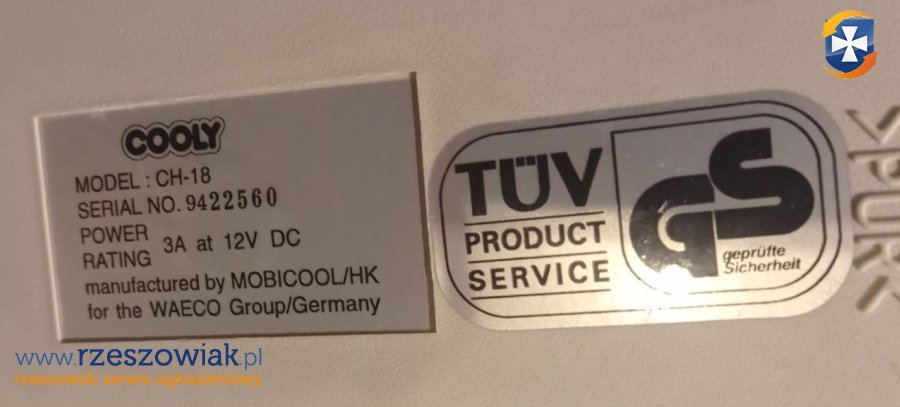 COOLY
MODEL : CH-18
SERIAL NO. 9422560
POWER
RATING 3A at 12V DC
manufactured by MOBICOOL/HK
for the WAECO Group/Germany
TÜV
PRODUCT
SERVICE
GS
geprüfte
Sicherheit
>PUR<
www.rzeszowiak.pl
rzeszowski serwis ogłoszeniowy